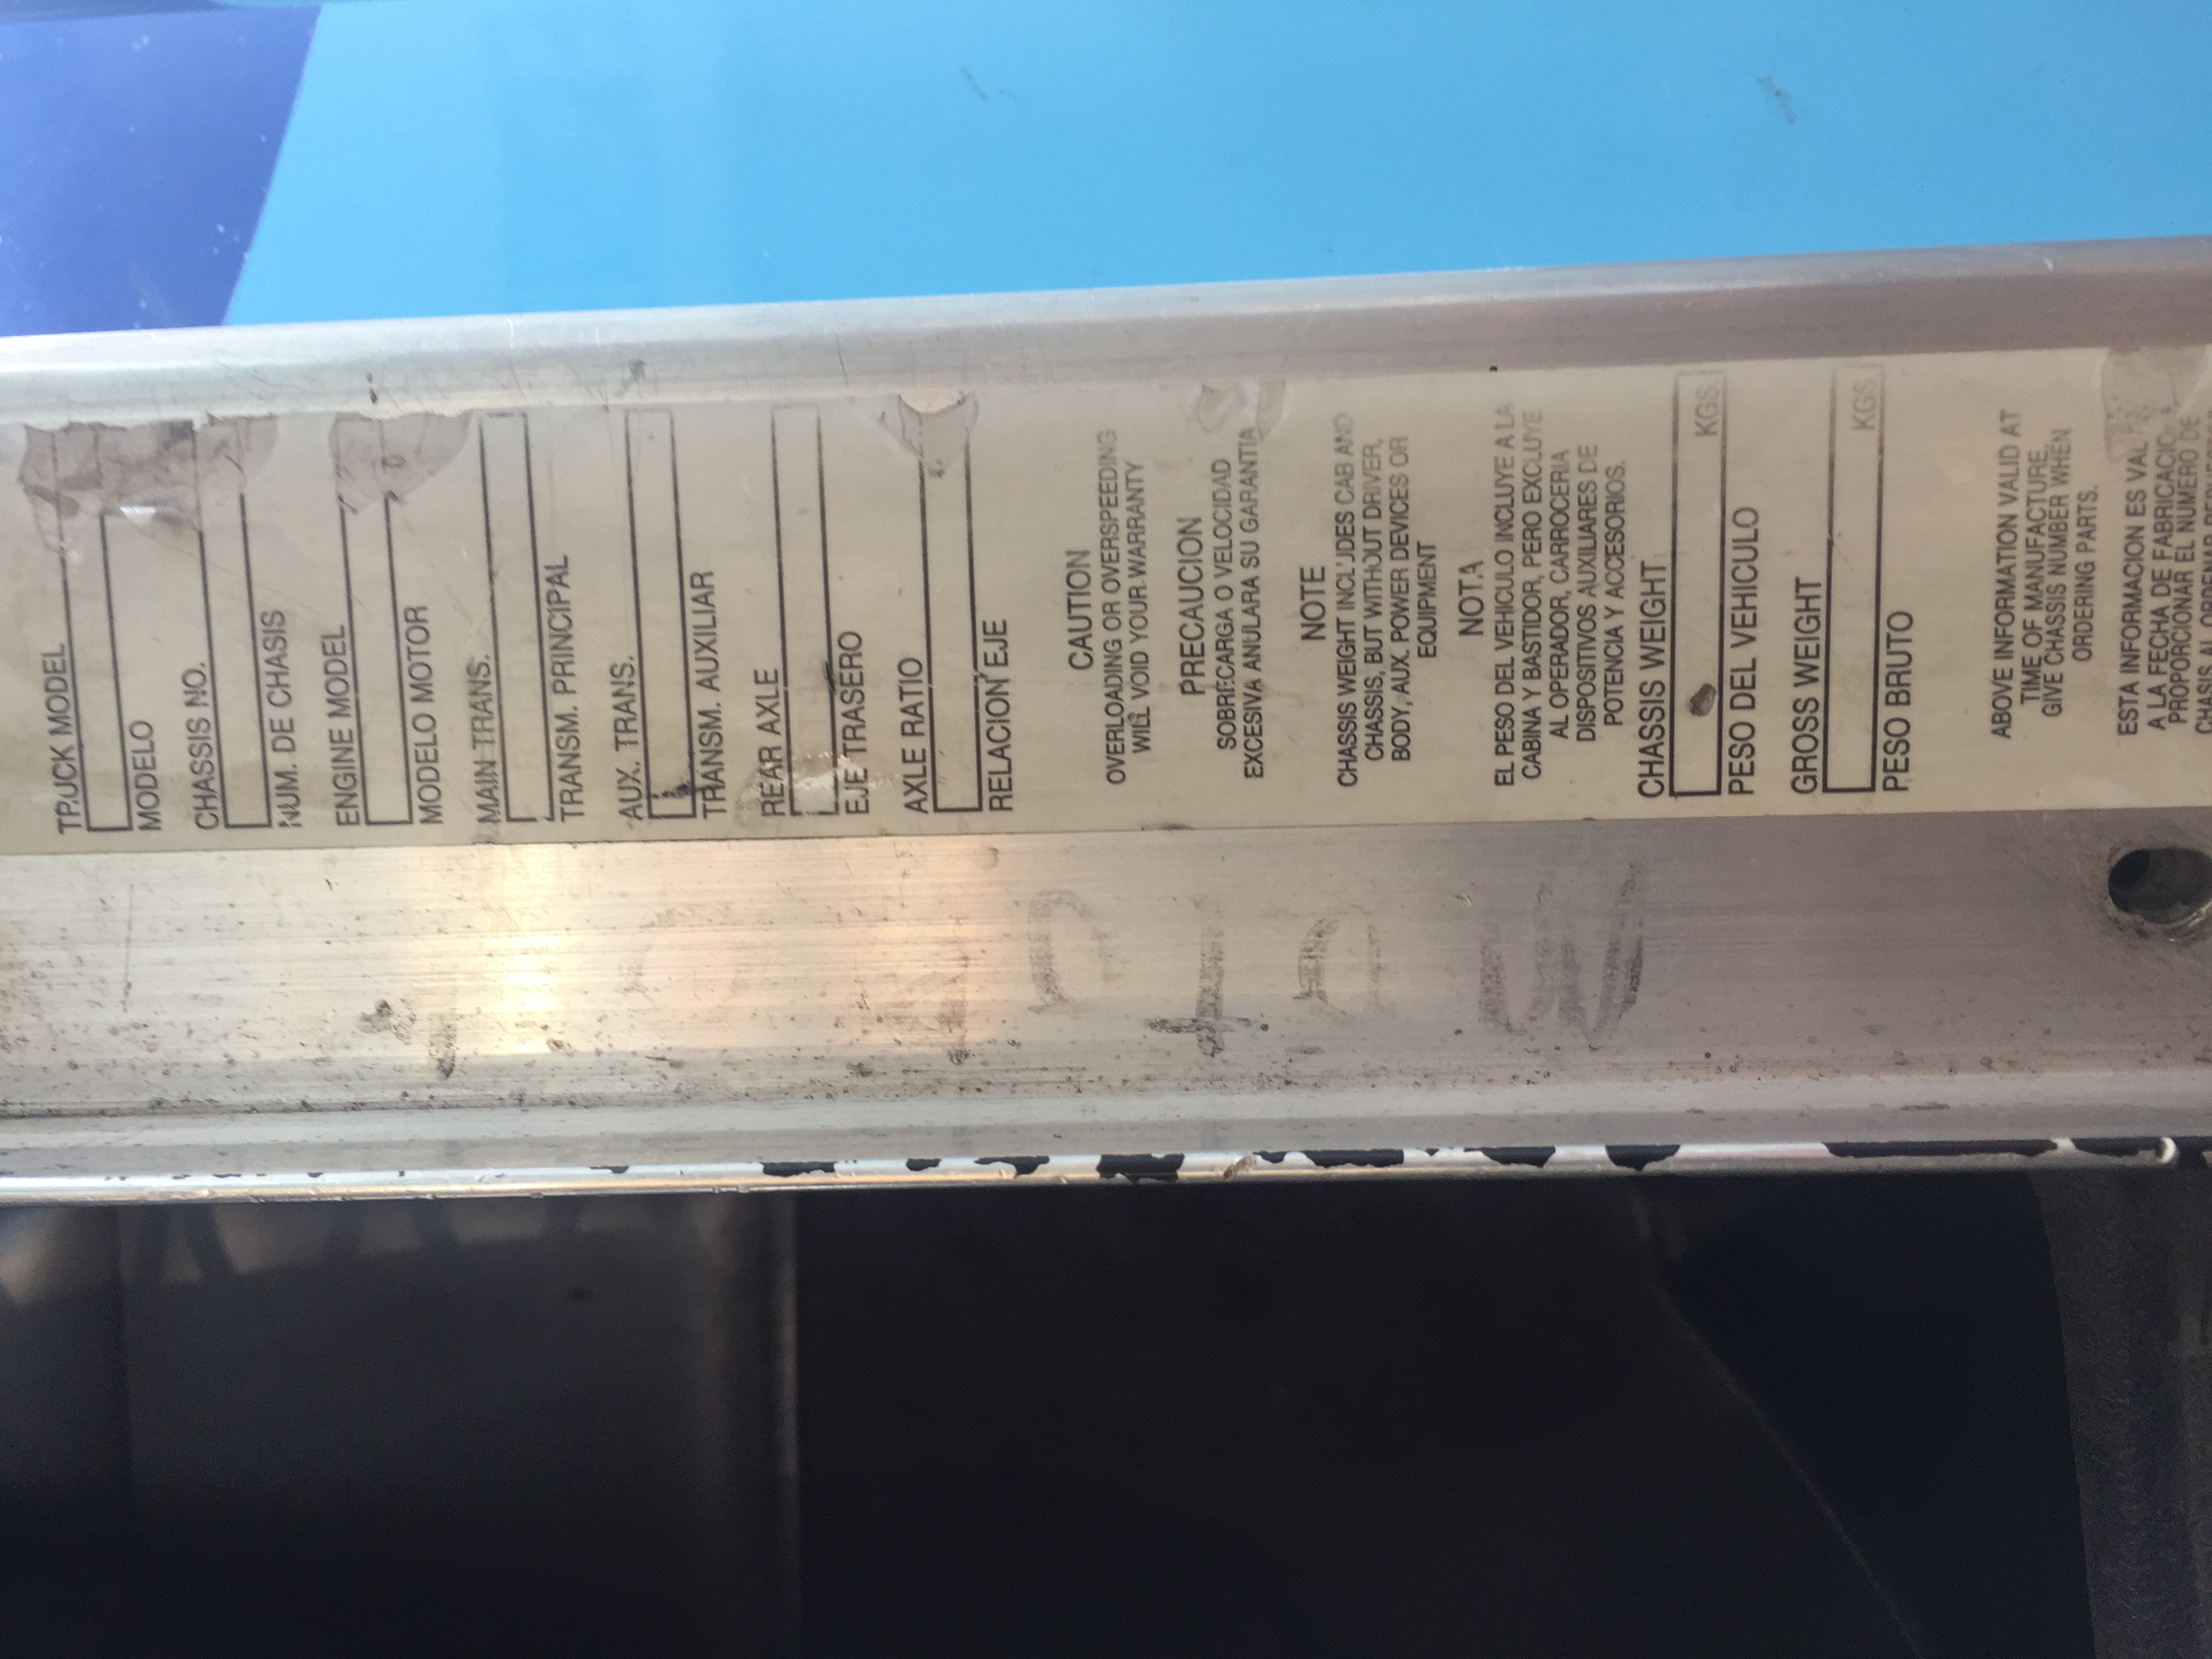 TRUCK MODEL
MODELO
CHASSIS NO.
NUM. DE CHASIS
ENGINE MODEL
MODELO MOTOR
MAIN TRANS.
TRANSM. PRINCIPAL
AUX. TRANS.
TRANSM. AUXILIAR
REAR AXLE
EJE TRASERO
AXLE RATIO
RELACION EJE
CAUTION
OVERLOADING OR OVERSPEEDING
WILL VOID YOUR WARRANTY
PRECAUCION
SOBRECARGA O VELOCIDAD
EXCESIVA ANULARA SU GARANTIA
NOTE
CHASSIS WEIGHT INCLUDES CAB AND
CHASSIS, BUT WITHOUT DRIVER,
BODY, AUX. POWER DEVICES OR
EQUIPMENT
NOTA
EL PESO DEL VEHICULO INCLUYE A LA
CABINA Y BASTIDOR, PERO EXCLUYE
AL OPERADOR, CARROCERIA
DISPOSITIVOS AUXILIARES DE
POTENCIA Y ACCESORIOS.
CHASSIS WEIGHT
KGS.
PESO DEL VEHICULO
GROSS WEIGHT
KGS.
PESO BRUTO
ABOVE INFORMATION VALID AT
TIME OF MANUFACTURE.
GIVE CHASSIS NUMBER WHEN
ORDERING PARTS.
ESTA INFORMACION ES
A LA FECHA DE
PROPORCIONAR EL NUMERO DE
CHASIS AL ORDENAR